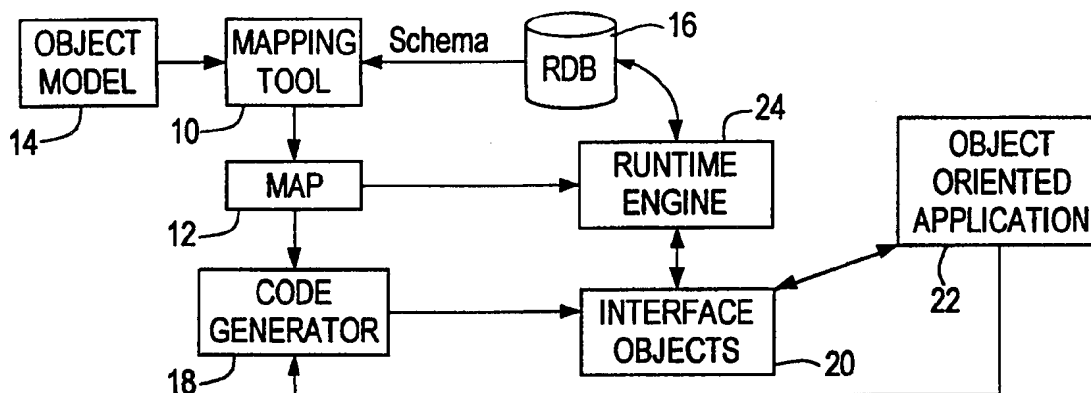 OBJECT
MODEL
14
MAPPING
TOOL
10
Schema
RDB
16
MAP
12
RUNTIME
ENGINE
24
OBJECT
ORIENTED
APPLICATION
22
CODE
GENERATOR
18
INTERFACE
OBJECTS
20